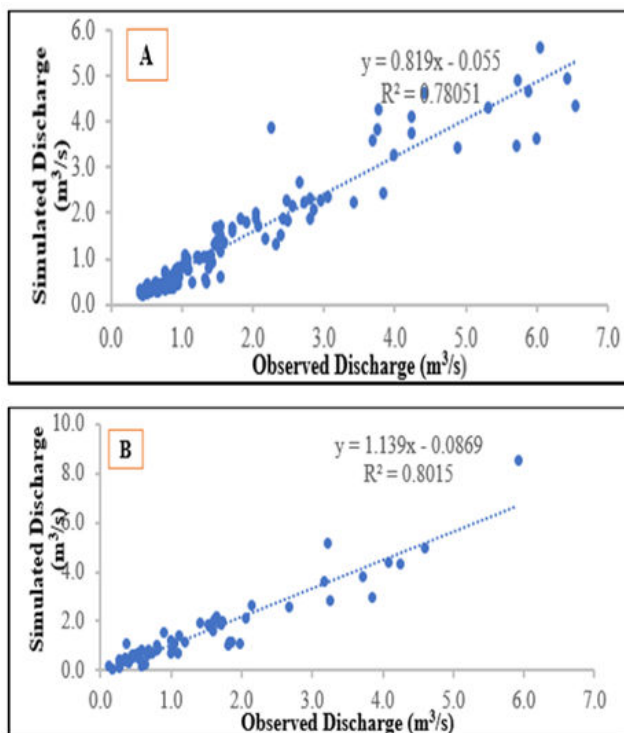 6.0
A
y = 0.819x - 0.055
R² = 0.78051
5.0
4.0
3.0
2.0
1.0
0.0
Simulated Discharge
(m³/s)
1.0 2.0 3.0 4.0 5.0 6.0 7.0
Observed Discharge (m³/s)
10.0
B
y = 1.139x - 0.0869
R² = 0.8015
8.0
6.0
4.0
2.0
0.0
Simulated Discharge
(m³/s)
0.0 1.0 2.0 3.0 4.0 5.0 6.0 7.0
Observed Discharge (m³/s)